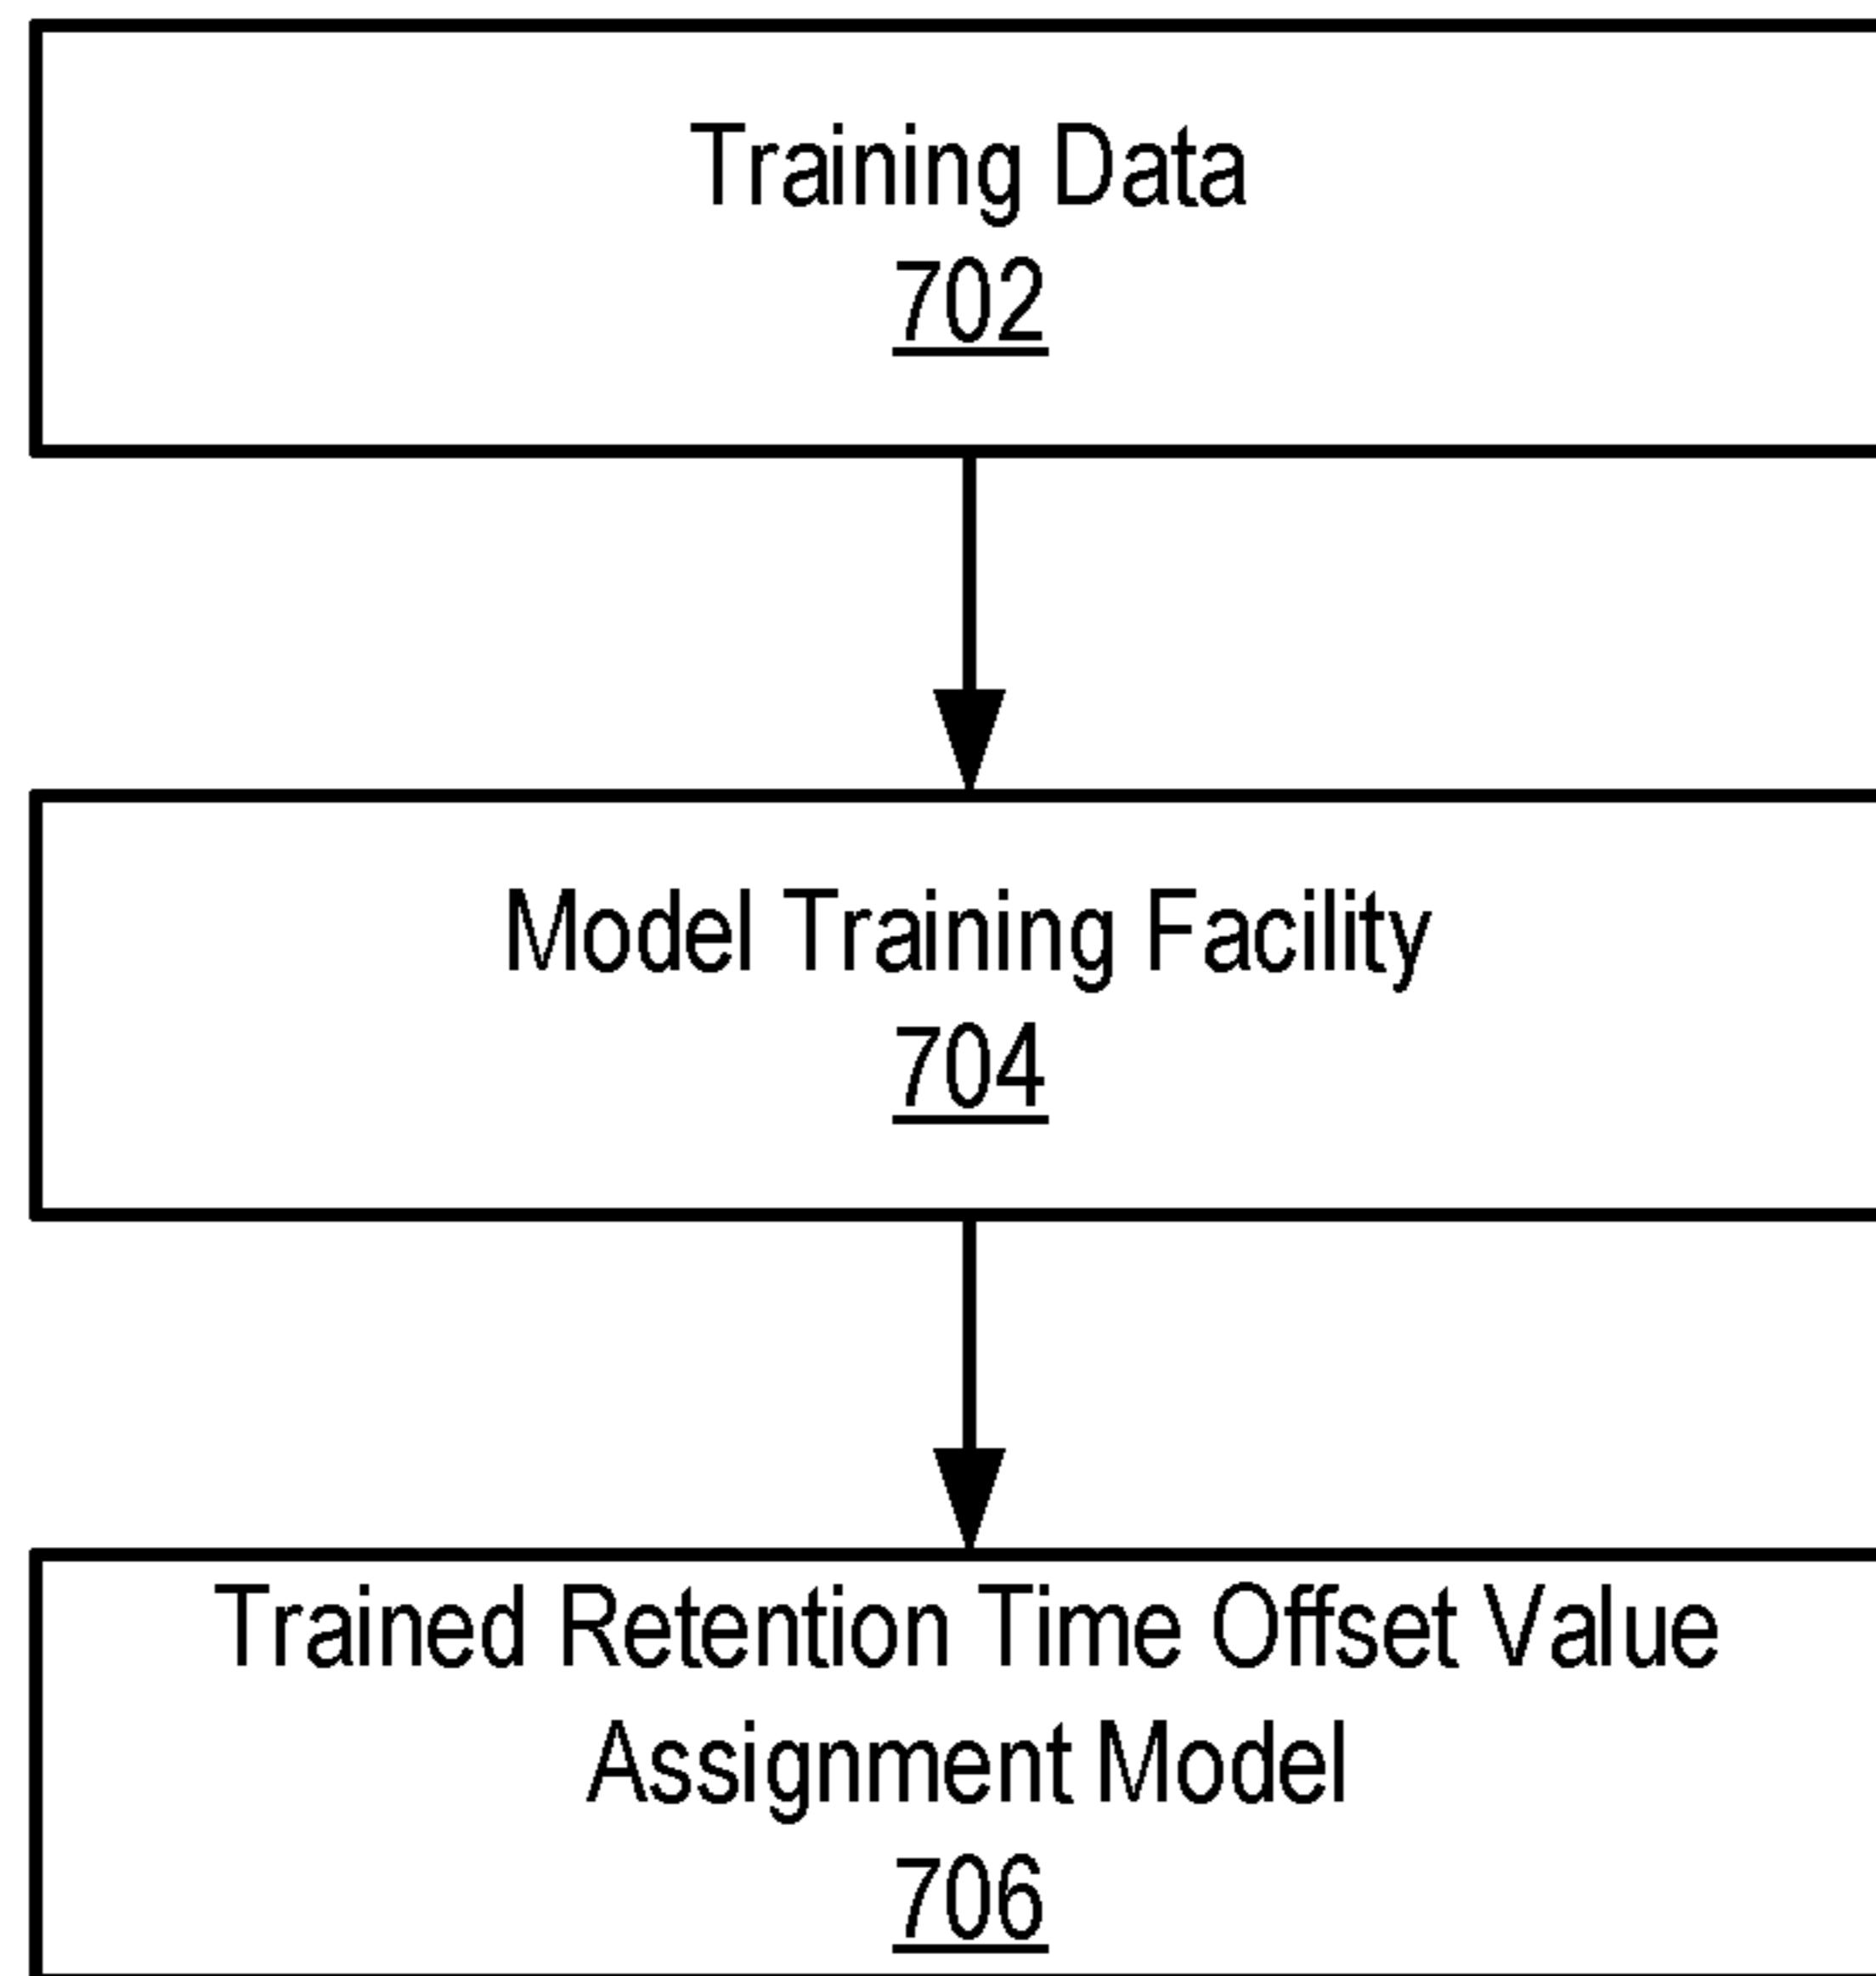 Training Data
702
Model Training Facility
704
Trained Retention Time Offset Value
Assignment Model
706